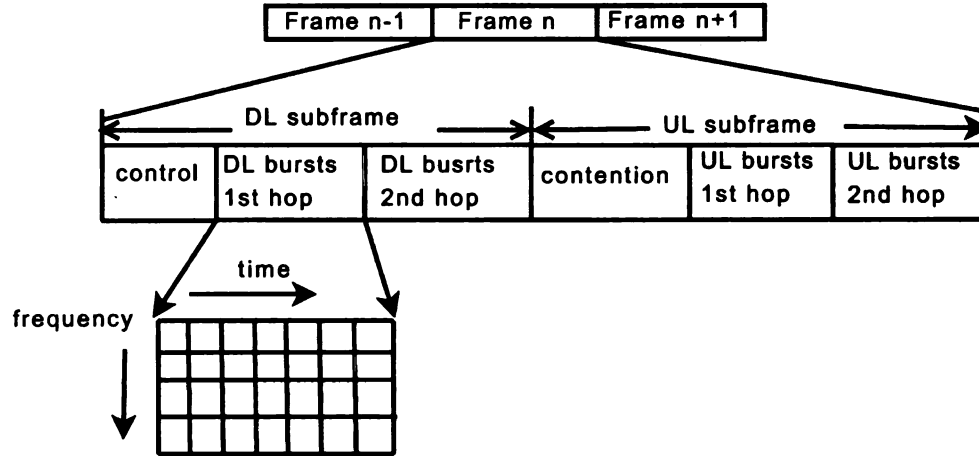 Frame n-1 Frame n Frame n+1
DL subframe UL subframe
control
DL bursts
1st hop
DL busrts
2nd hop
contention
UL bursts
1st hop
UL bursts
2nd hop
time
frequency